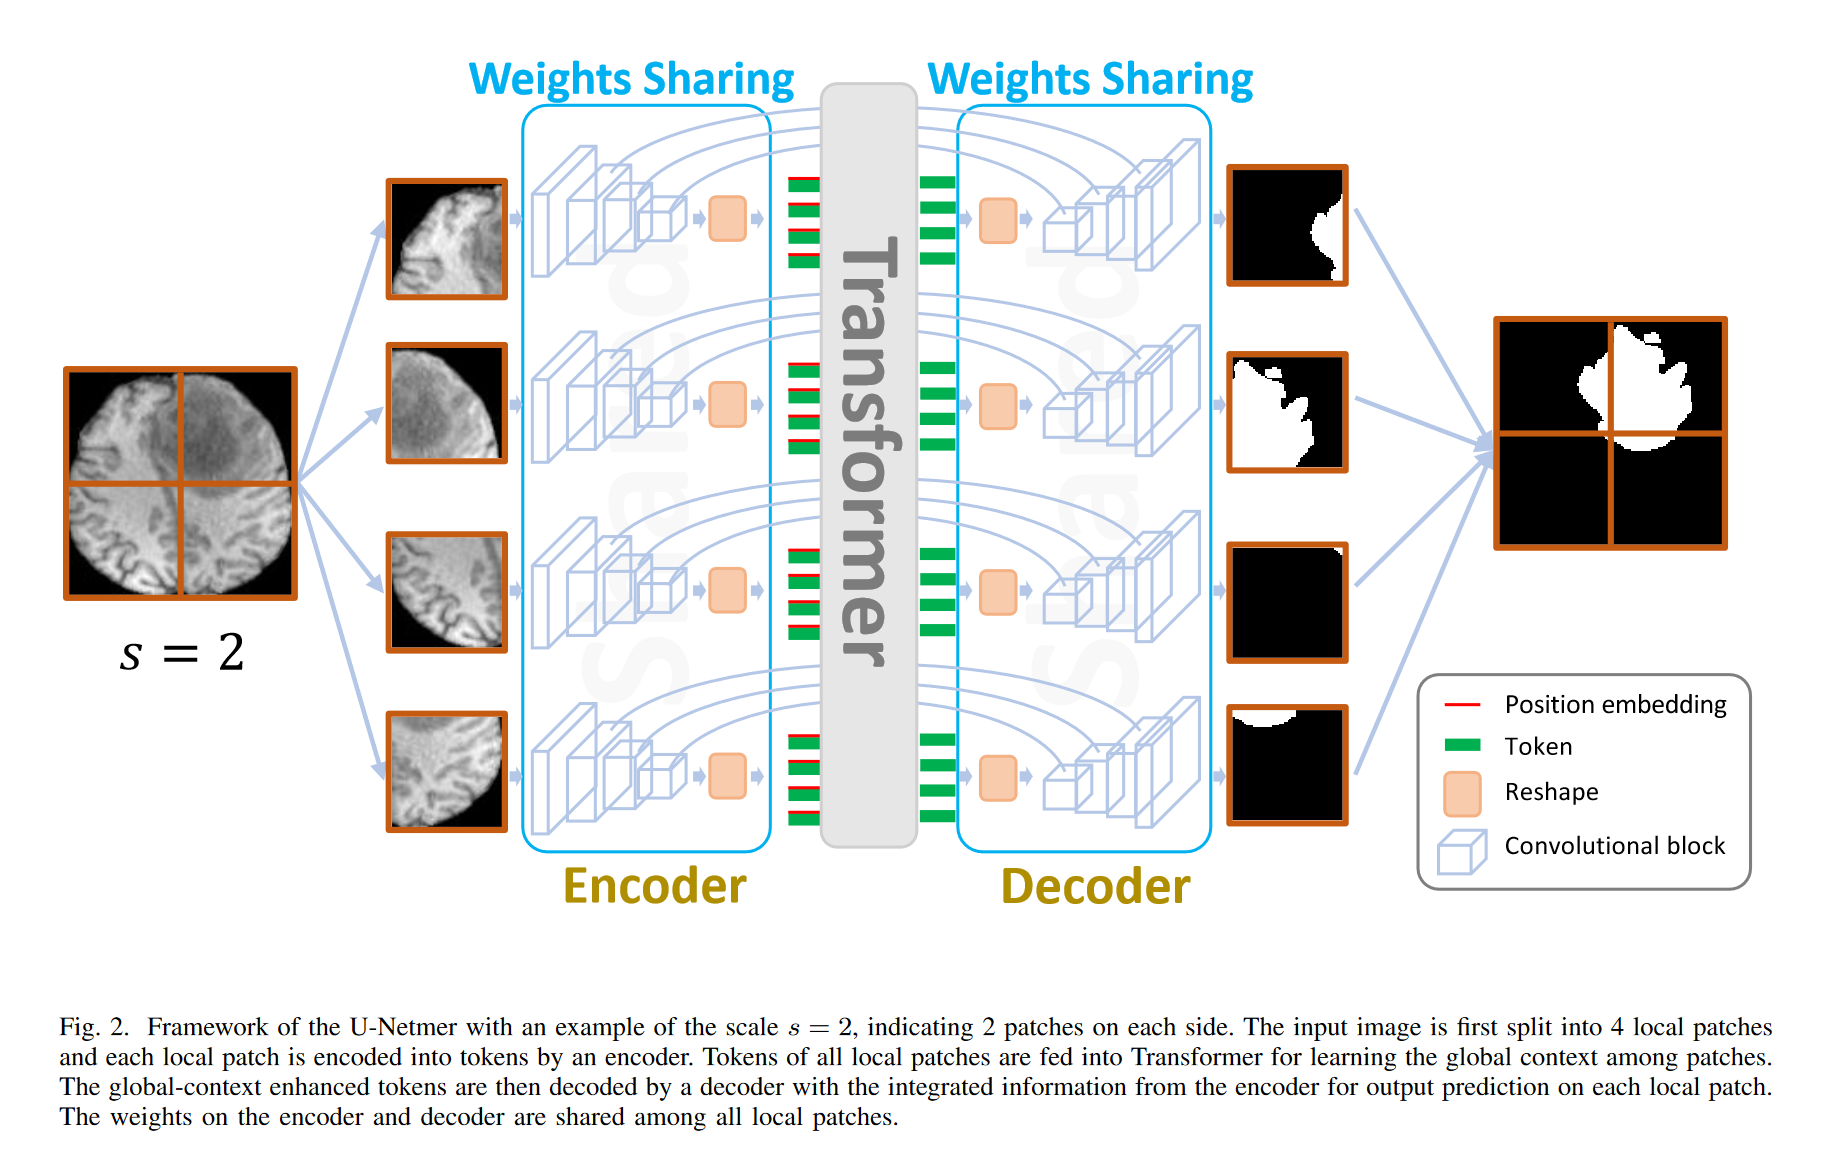 Weights Sharing
Weights Sharing
Shared
Transformer
Shared
s = 2
Encoder
Decoder
Position embedding
Token
Reshape
Convolutional block
Fig. 2. Framework of the U-Netmer with an example of the scale s = 2, indicating 2 patches on each side. The input image is first split into 4 local patches
and each local patch is encoded into tokens by an encoder. Tokens of all local patches are fed into Transformer for learning the global context among patches.
The global-context enhanced tokens are then decoded by a decoder with the integrated information from the encoder for output prediction on each local patch.
The weights on the encoder and decoder are shared among all local patches.